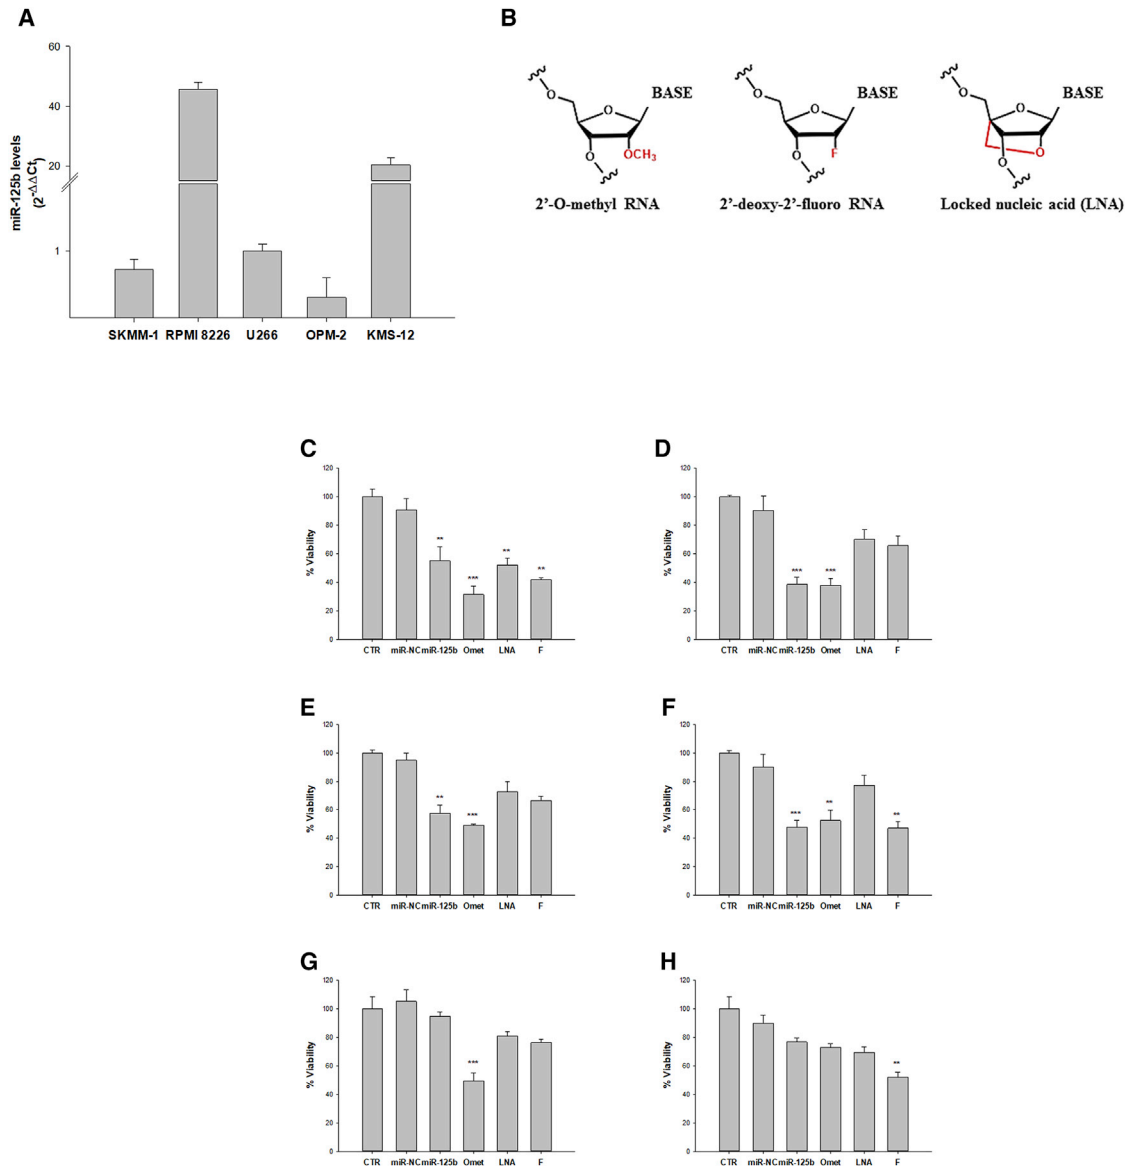 A
60
40
20
1
miR-125b levels
(2^-ΔΔCt)
SKMM-1 RPMI 8226 U266 OPM-2 KMS-12
B
O O BASE
O OCH3
2'-O-methyl RNA
O O BASE
O F
2'-deoxy-2'-fluoro RNA
O O BASE
O O
Locked nucleic acid (LNA)
C
120
100
80
60
40
20
0
% Viability
** *** ** **
CTR miR-NC miR-125b Omet LNA F
D
120
100
80
60
40
20
0
% Viability
*** ***
CTR miR-NC miR-125b Omet LNA F
E
120
100
80
60
40
20
0
% Viability
** ***
CTR miR-NC miR-125b Omet LNA F
F
120
100
80
60
40
20
0
% Viability
*** ** **
CTR miR-NC miR-125b Omet LNA F
G
120
100
80
60
40
20
0
% Viability
***
CTR miR-NC miR-125b Omet LNA F
H
120
100
80
60
40
20
0
% Viability
**
CTR miR-NC miR-125b Omet LNA F